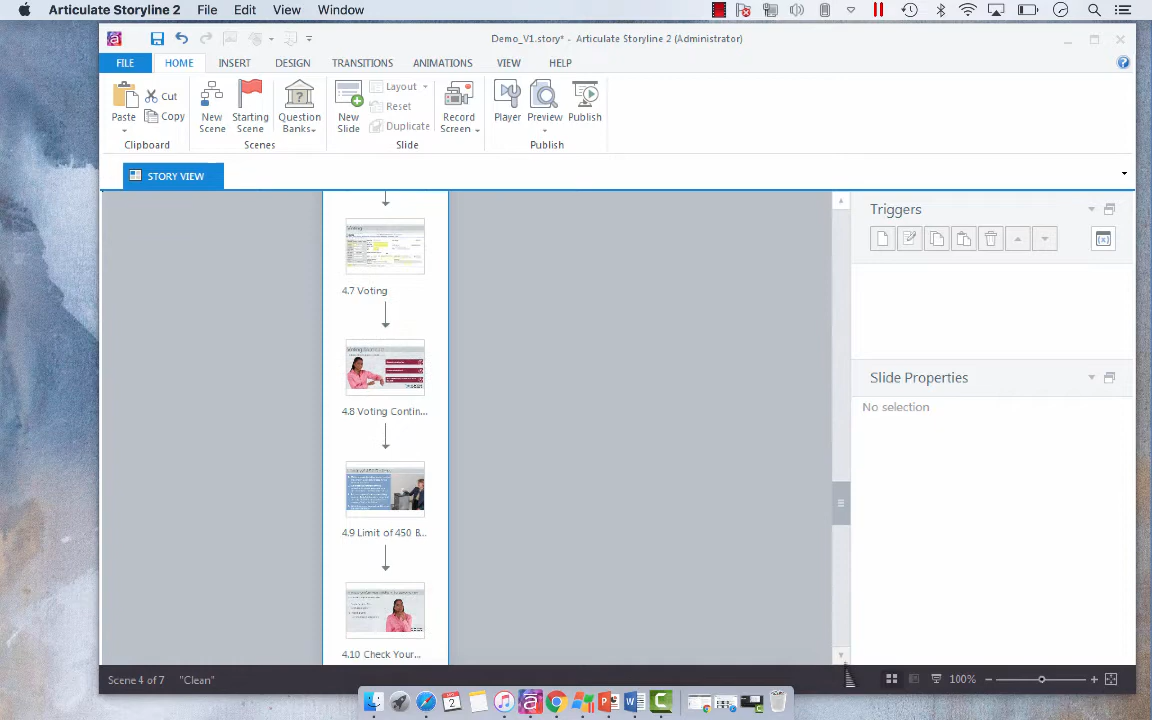 Articulate Storyline 2 File Edit View Window
Demo_V1.story* - Articulate Storyline 2 (Administrator)
FILE HOME INSERT DESIGN TRANSITIONS ANIMATIONS VIEW HELP
Paste
Cut
Copy
Clipboard
New Scene
Starting Scene
Question Banks
Scenes
New Slide
Layout
Reset
Duplicate
Slide
Record Screen
Player
Preview
Publish
Publish
STORY VIEW
Voting
4.7 Voting
4.8 Voting Contin...
4.9 Limit of 450 B...
4.10 Check Your...
Triggers
Slide Properties
No selection
Scene 4 of 7 "Clean"
100%
2